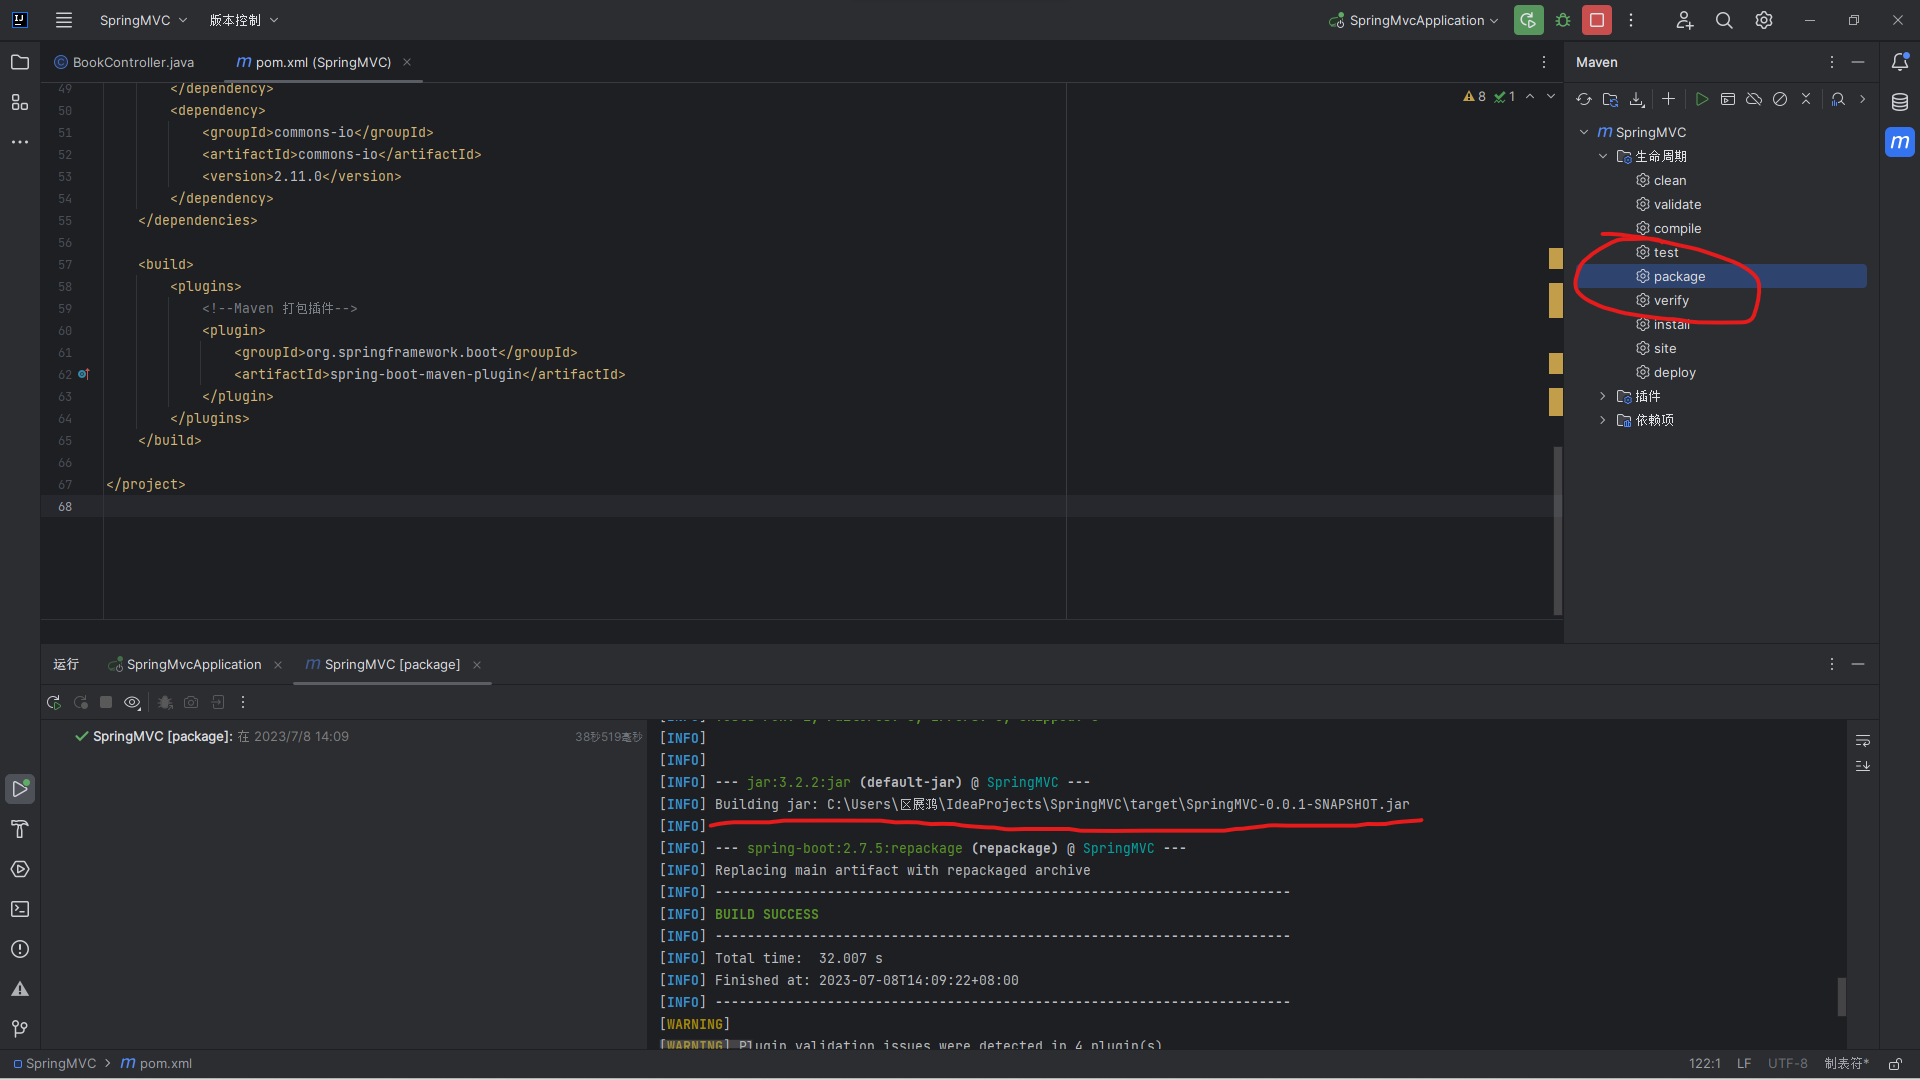 SpringMVC
版本控制
SpringMvcApplication
BookController.java
pom.xml (SpringMVC)
8
1
49 </dependency>
50 <dependency>
51 <groupId>commons-io</groupId>
52 <artifactId>commons-io</artifactId>
53 <version>2.11.0</version>
54 </dependency>
55 </dependencies>
56
57 <build>
58 <plugins>
59 <!--Maven 打包插件-->
60 <plugin>
61 <groupId>org.springframework.boot</groupId>
62 <artifactId>spring-boot-maven-plugin</artifactId>
63 </plugin>
64 </plugins>
65 </build>
66
67 </project>
68
Maven
SpringMVC
生命周期
clean
validate
compile
test
package
verify
install
site
deploy
插件
依赖项
运行
SpringMvcApplication
SpringMVC [package]
SpringMVC [package]: 在 2023/7/8 14:09
38秒519毫秒
[INFO]
[INFO]
[INFO] --- jar:3.2.2:jar (default-jar) @ SpringMVC ---
[INFO] Building jar: C:\Users\区展鸿\IdeaProjects\SpringMVC\target\SpringMVC-0.0.1-SNAPSHOT.jar
[INFO]
[INFO] --- spring-boot:2.7.5:repackage (repackage) @ SpringMVC ---
[INFO] Replacing main artifact with repackaged archive
[INFO] ------------------------------------------------------------------------
[INFO] BUILD SUCCESS
[INFO] ------------------------------------------------------------------------
[INFO] Total time:  32.007 s
[INFO] Finished at: 2023-07-08T14:09:22+08:00
[INFO] ------------------------------------------------------------------------
[WARNING]
[WARNING] Plugin validation issues were detected in 4 plugin(s)
SpringMVC > pom.xml
122:1
LF
UTF-8
制表符*